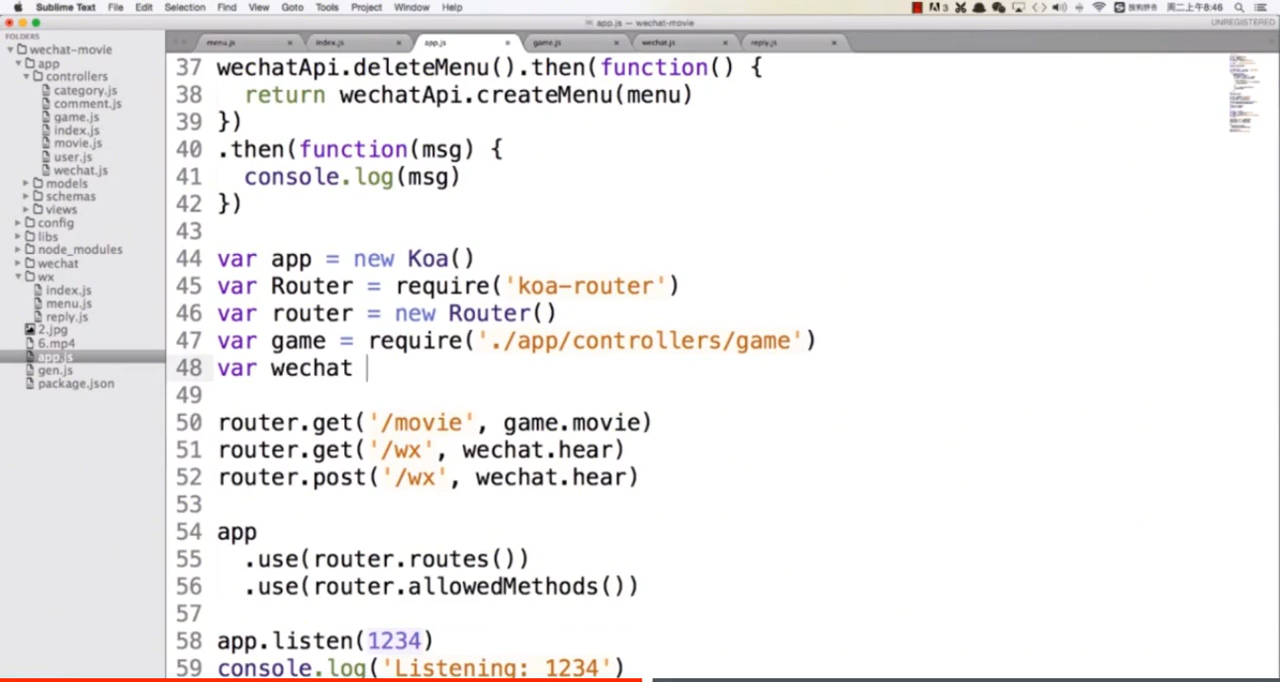 Sublime Text File Edit Selection Find View Goto Tools Project Window Help 3 周二上午8:46
app.js — wechat-movie UNREGISTERED
FOLDERS
menu.js index.js app.js game.js wechat.js reply.js
wechat-movie
app
controllers
category.js
comment.js
game.js
index.js
movie.js
user.js
wechat.js
models
schemas
views
config
libs
node_modules
wechat
wx
index.js
menu.js
reply.js
2.jpg
6.mp4
app.js
gen.js
package.json
37 wechatApi.deleteMenu().then(function() {
38   return wechatApi.createMenu(menu)
39 })
40 .then(function(msg) {
41   console.log(msg)
42 })
43
44 var app = new Koa()
45 var Router = require('koa-router')
46 var router = new Router()
47 var game = require('./app/controllers/game')
48 var wechat
49
50 router.get('/movie', game.movie)
51 router.get('/wx', wechat.hear)
52 router.post('/wx', wechat.hear)
53
54 app
55   .use(router.routes())
56   .use(router.allowedMethods())
57
58 app.listen(1234)
59 console.log('Listening: 1234')